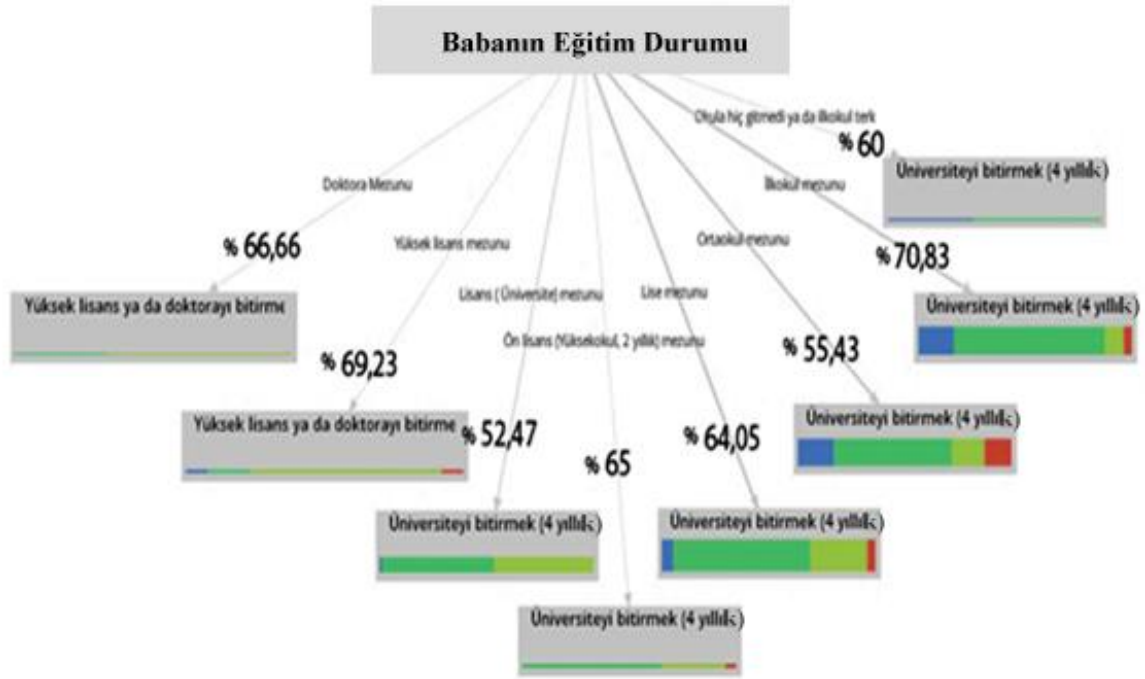 Babanın Eğitim Durumu
Okula hiç gitmedi ya da ilkokul terk
% 60
Üniversiteyi bitirmek (4 yıllık)
Doktora Mezunu
İlkokul mezunu
% 66,66
Yüksek lisans mezunu
Ortaokul mezunu
% 70,83
Yüksek lisans ya da doktorayı bitirme
Lisans ( Üniversite) mezunu
Lise mezunu
Üniversiteyi bitirmek (4 yıllık)
Ön lisans (Yüksekokul, 2 yıllık) mezunu
% 69,23
% 55,43
Yüksek lisans ya da doktorayı bitirme
% 52,47
% 64,05
Üniversiteyi bitirmek (4 yıllık)
% 65
Üniversiteyi bitirmek (4 yıllık)
Üniversiteyi bitirmek (4 yıllık)
Üniversiteyi bitirmek (4 yıllık)